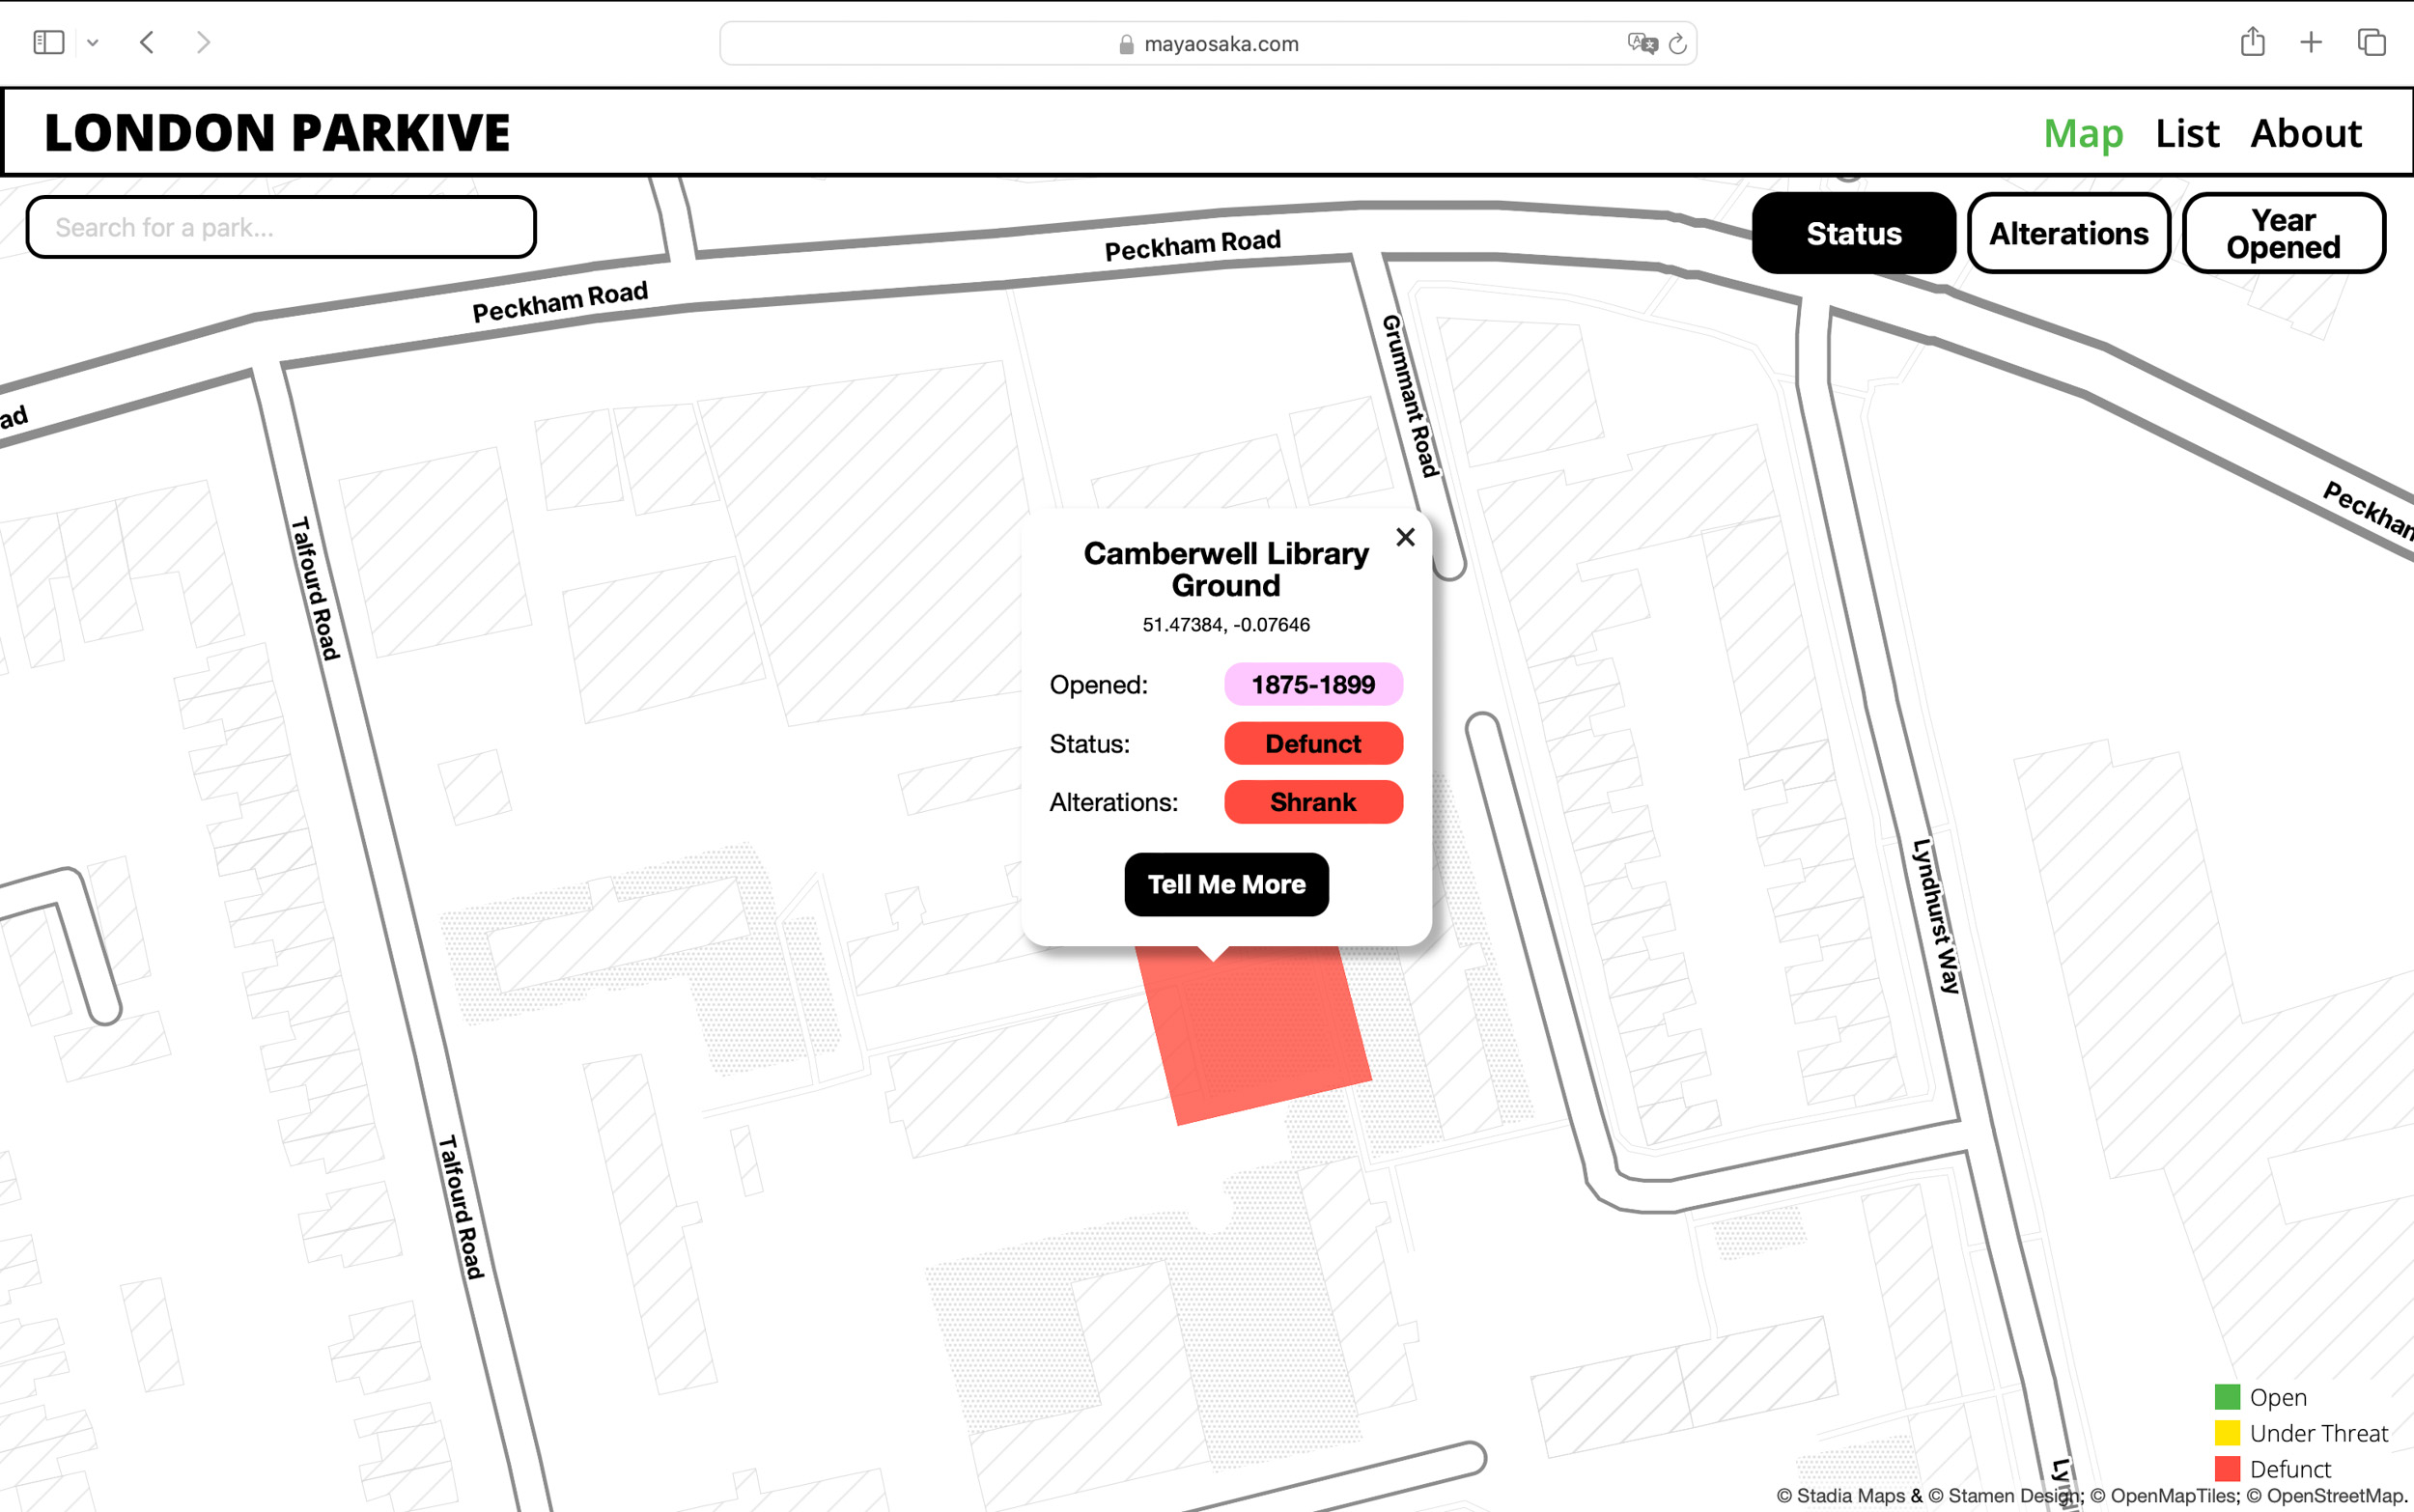 mayaosaka.com
LONDON PARKIVE
Map List About
Search for a park...
Status
Alterations
Year
Opened
Peckham Road
Peckham Road
ad
Grummant Road
Peckham
Talfourd Road
Camberwell Library
Ground
51.47384, -0.07646
Opened: 1875-1899
Status: Defunct
Alterations: Shrank
Tell Me More
Lyndhurst Way
Talfourd Road
Open
Under Threat
Defunct
Lynd
© Stadia Maps & © Stamen Design; © OpenMapTiles; © OpenStreetMap.